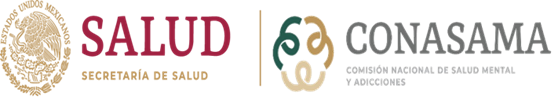 ESTADOS UNIDOS MEXICANOS
SALUD
SECRETARÍA DE SALUD
CONASAMA
COMISIÓN NACIONAL DE SALUD MENTAL
Y ADICCIONES